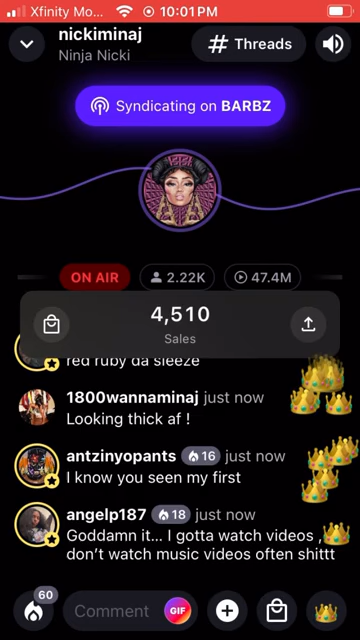 Xfinity Mo... 10:01PM
nickiminaj
Ninja Nicki
# Threads
Syndicating on BARBZ
ON AIR 2.22K 47.4M
4,510
Sales
red ruby da sleeze
1800wannaminaj just now
Looking thick af !
antzinyopants 16 just now
I know you seen my first
angelp187 18 just now
Goddamn it... I gotta watch videos ,
don't watch music videos often shittt
60
Comment GIF